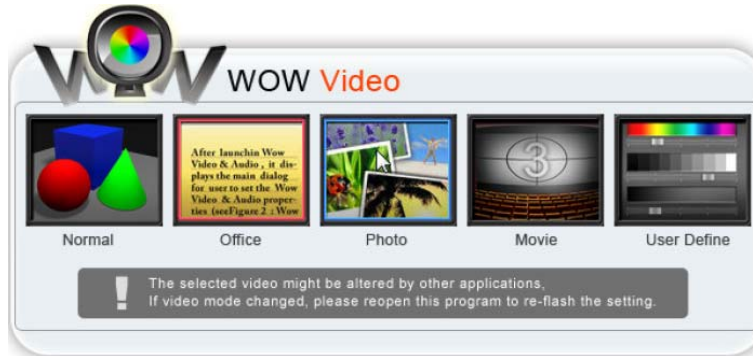 WOW
WOW Video
After launchin Wow
Video & Audio , it dis-
plays the main dialog
for user to set the Wow
Video & Audio proper-
ties (seeFigure 2 : Wow
3
Normal
Office
Photo
Movie
User Define
! The selected video might be altered by other applications,
If video mode changed, please reopen this program to re-flash the setting.